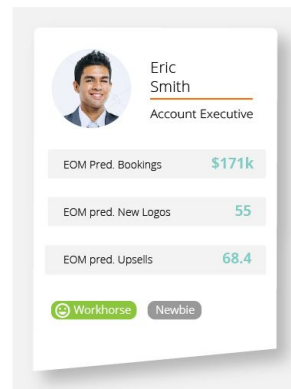 Eric
Smith
Account Executive
EOM Pred. Bookings $171k
EOM pred. New Logos 55
EOM pred. Upsells 68.4
Workhorse Newbie